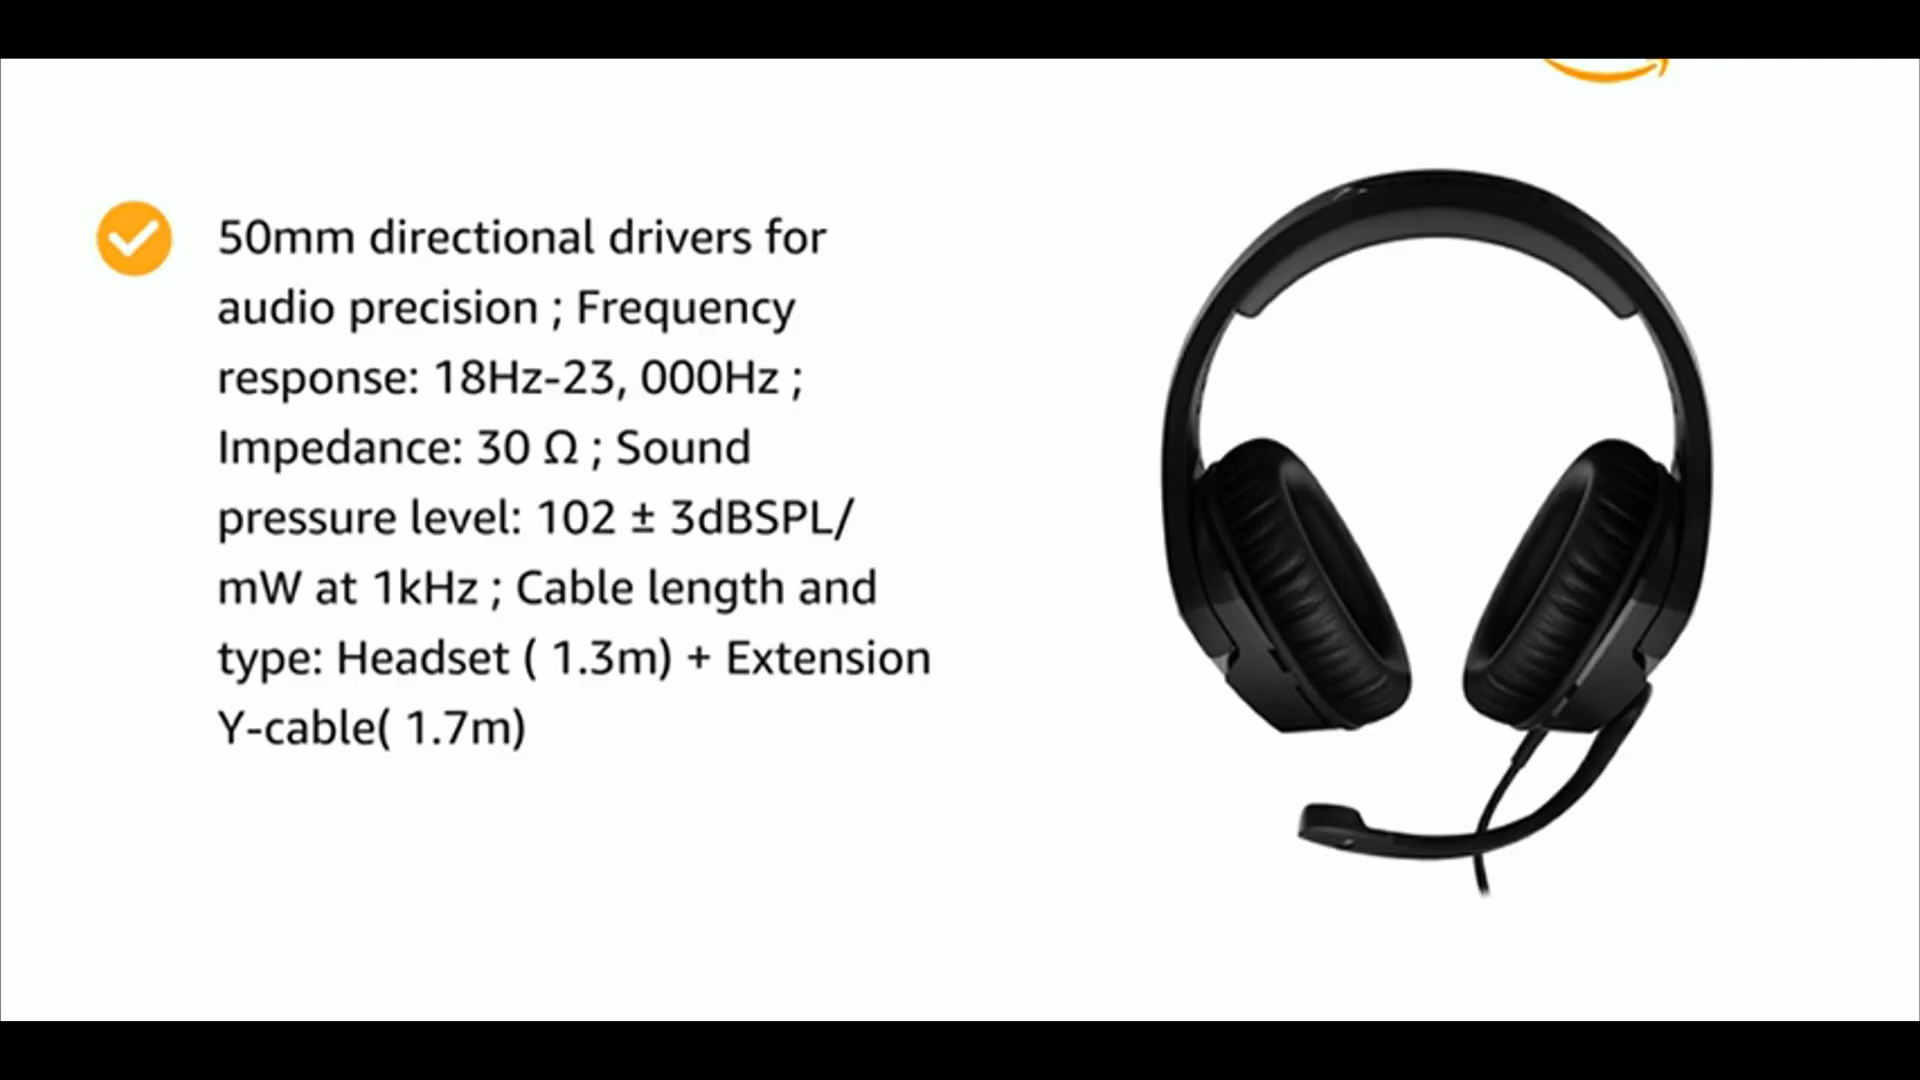 50mm directional drivers for
audio precision ; Frequency
response: 18Hz-23, 000Hz ;
Impedance: 30 Ω ; Sound
pressure level: 102 ± 3dBSPL/
mW at 1kHz ; Cable length and
type: Headset ( 1.3m) + Extension
Y-cable( 1.7m)